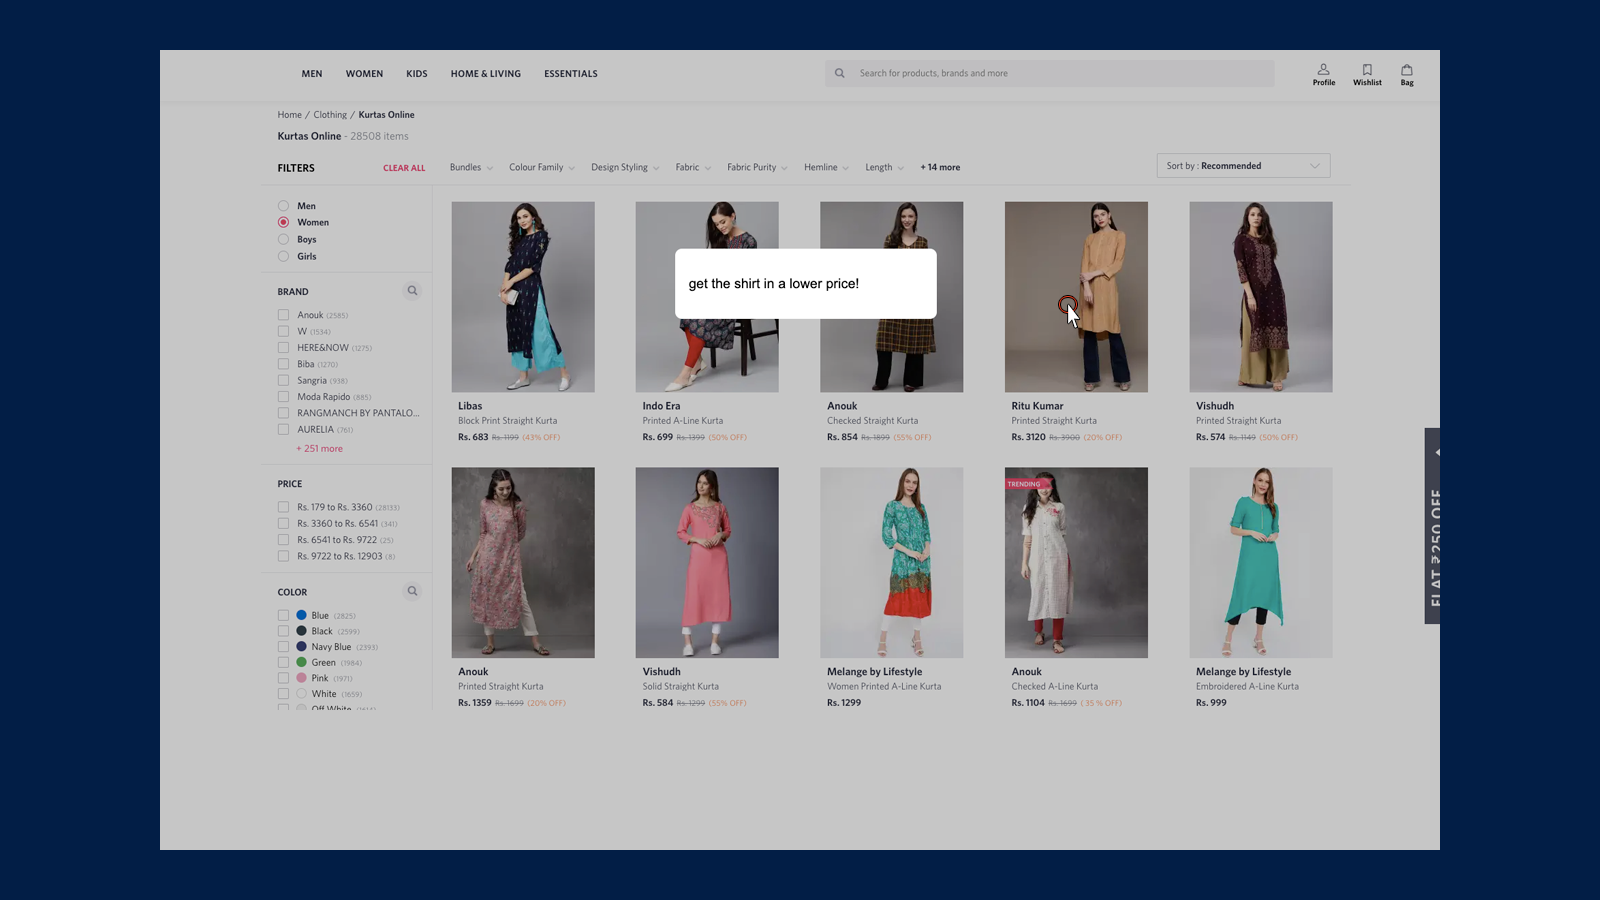 MEN WOMEN KIDS HOME & LIVING ESSENTIALS Search for products, brands and more Profile Wishlist Bag
Home / Clothing / Kurtas Online
Kurtas Online - 28508 items
FILTERS CLEAR ALL Bundles Colour Family Design Styling Fabric Fabric Purity Hemline Length + 14 more Sort by : Recommended
Men
Women
Boys
Girls
BRAND
Anouk (2585)
W (1534)
HERE&NOW (1275)
Biba (1270)
Sangria (938)
Moda Rapido (885)
RANGMANCH BY PANTALO...
AURELIA (761)
+ 251 more
PRICE
Rs. 179 to Rs. 3360 (28133)
Rs. 3360 to Rs. 6541 (341)
Rs. 6541 to Rs. 9722 (25)
Rs. 9722 to Rs. 12903 (8)
COLOR
Blue (2825)
Black (2599)
Navy Blue (2393)
Green (1984)
Pink (1971)
White (1659)
Off White
get the shirt in a lower price!
Libas
Block Print Straight Kurta
Rs. 683 Rs. 1199 (43% OFF)
Indo Era
Printed A-Line Kurta
Rs. 699 Rs. 1399 (50% OFF)
Anouk
Checked Straight Kurta
Rs. 854 Rs. 1899 (55% OFF)
Ritu Kumar
Printed Straight Kurta
Rs. 3120 Rs. 3900 (20% OFF)
Vishudh
Printed Straight Kurta
Rs. 574 Rs. 1149 (50% OFF)
Anouk
Printed Straight Kurta
Rs. 1359 Rs. 1699 (20% OFF)
Vishudh
Solid Straight Kurta
Rs. 584 Rs. 1299 (55% OFF)
Melange by Lifestyle
Women Printed A-Line Kurta
Rs. 1299
TRENDING
Anouk
Checked A-Line Kurta
Rs. 1104 Rs. 1699 ( 35 % OFF)
Melange by Lifestyle
Embroidered A-Line Kurta
Rs. 999
FLAT ₹250 OFF